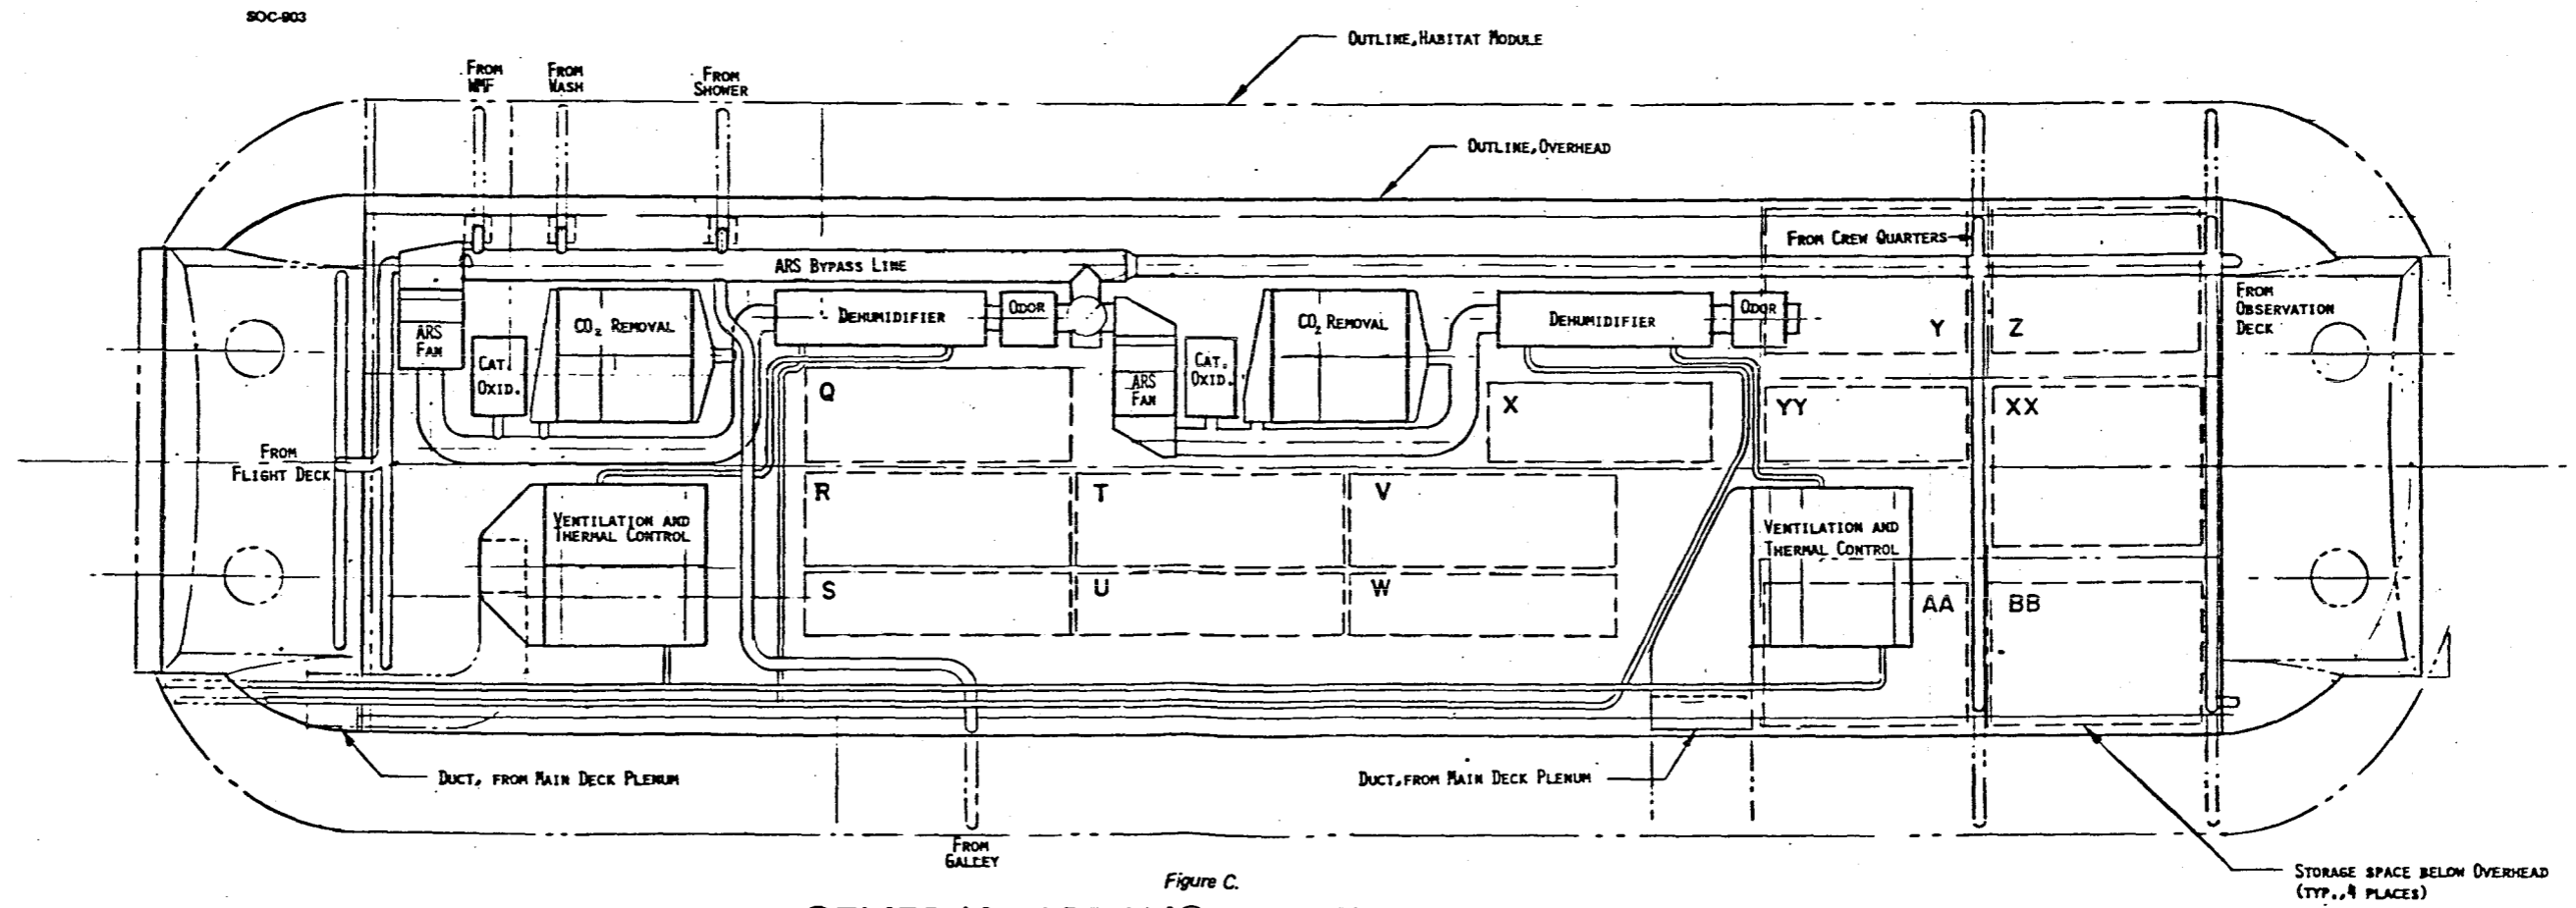 SOC-903
OUTLINE, HABITAT MODULE
FROM
WMF
FROM
WASH
FROM
SHOWER
OUTLINE, OVERHEAD
FROM CREW QUARTERS
ARS BYPASS LINE
FROM
OBSERVATION
DECK
ARS
FAN
CAT.
OXID.
CO2 REMOVAL
DEHUMIDIFIER
ODOR
ARS
FAN
CAT.
OXID.
CO2 REMOVAL
DEHUMIDIFIER
ODOR
Y
Z
Q
X
YY
XX
FROM
FLIGHT DECK
R
T
V
VENTILATION AND
THERMAL CONTROL
VENTILATION AND
THERMAL CONTROL
S
U
W
AA
BB
DUCT, FROM MAIN DECK PLENUM
DUCT, FROM MAIN DECK PLENUM
FROM
GALLEY
STORAGE SPACE BELOW OVERHEAD
(TYP., 4 PLACES)
Figure C.